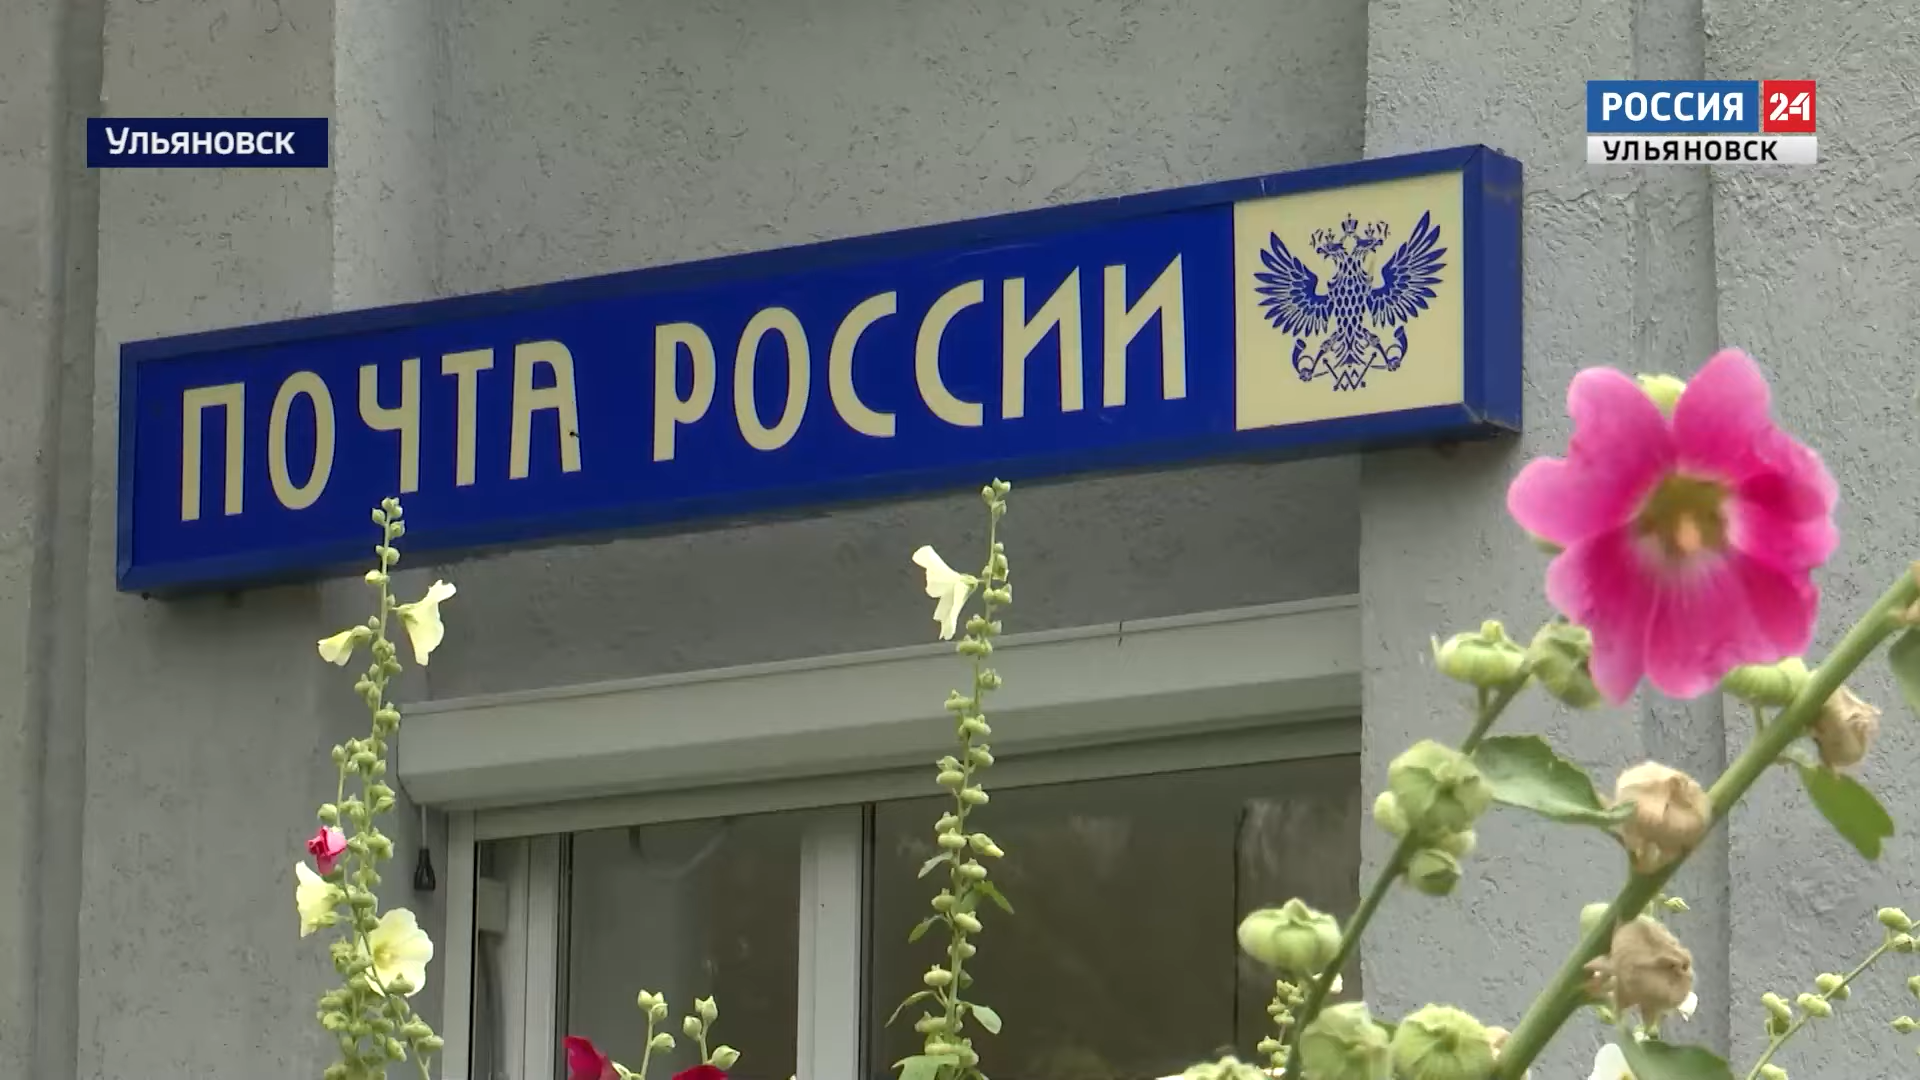 Ульяновск
РОССИЯ 24
УЛЬЯНОВСК
ПОЧТА РОССИИ